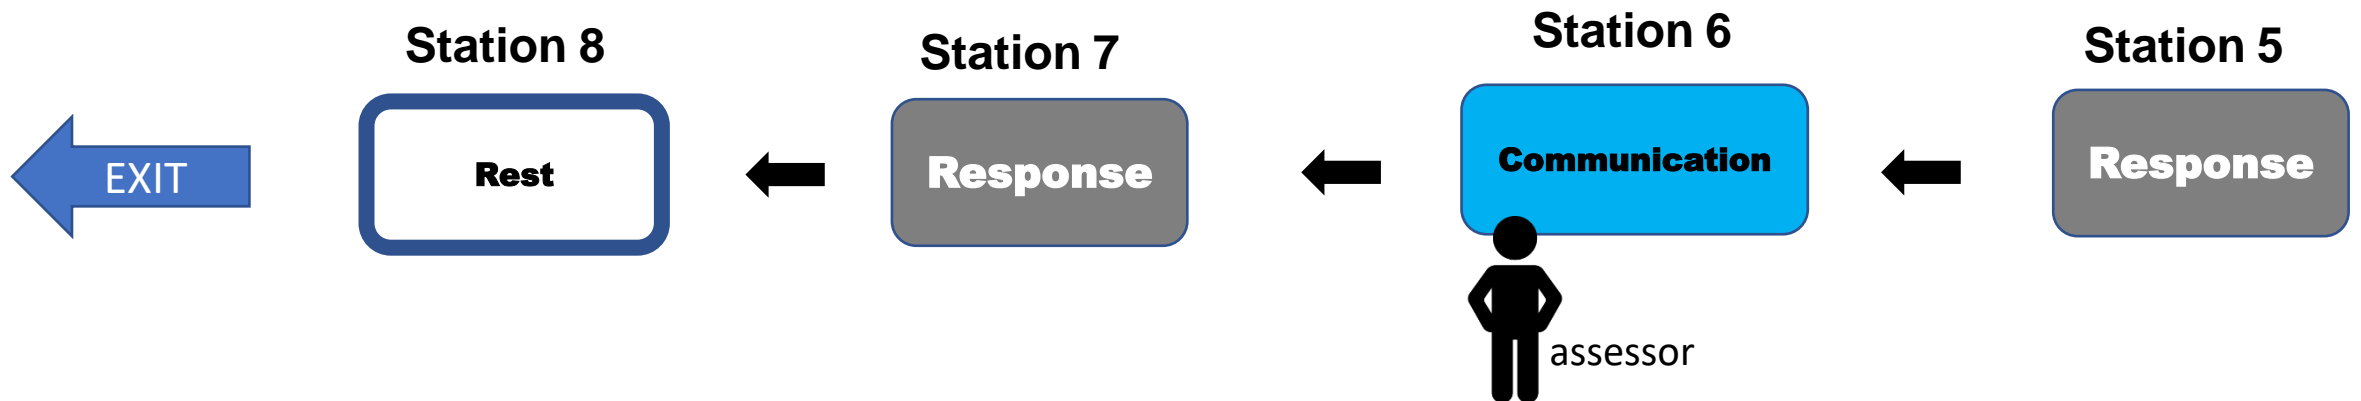 Station 8
Station 7
Station 6
Station 5
EXIT
Rest
Response
Communication
Response
assessor